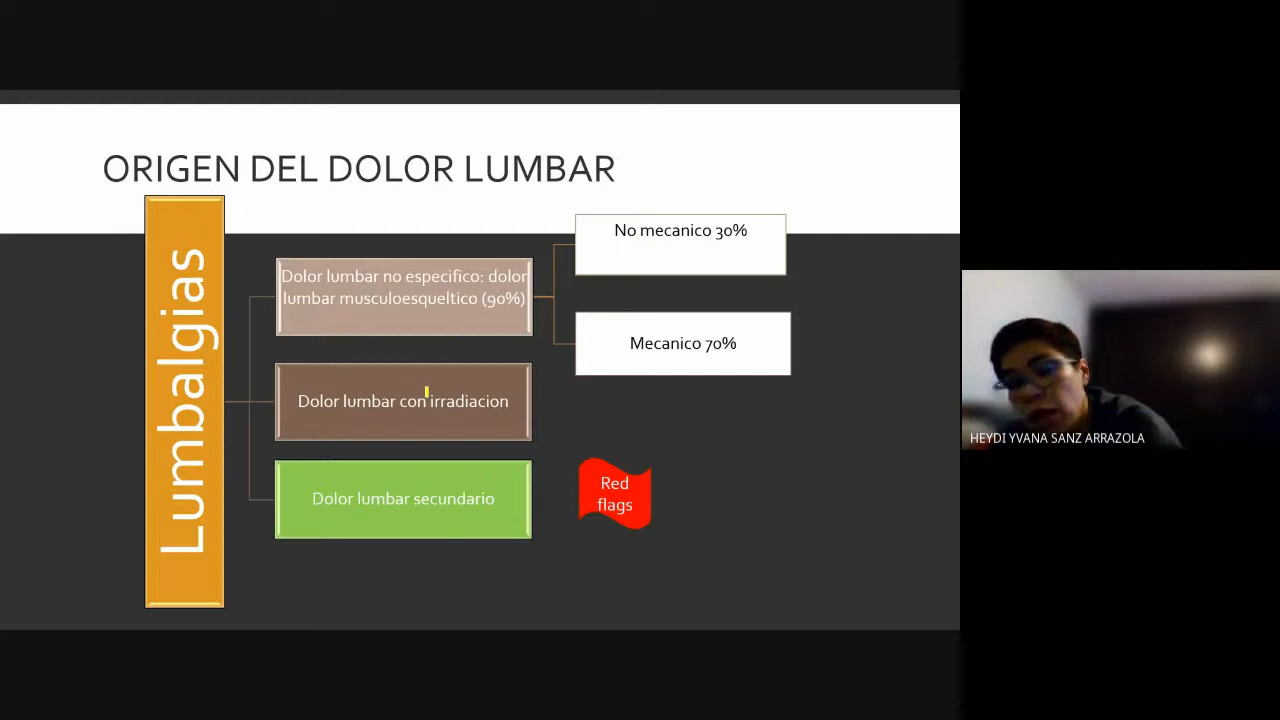 ORIGEN DEL DOLOR LUMBAR
Lumbalgias
Dolor lumbar no especifico: dolor
lumbar musculoesqueltico (90%)
No mecanico 30%
Mecanico 70%
Dolor lumbar con irradiacion
Dolor lumbar secundario
Red
flags
HEYDI YVANA SANZ ARRAZOLA